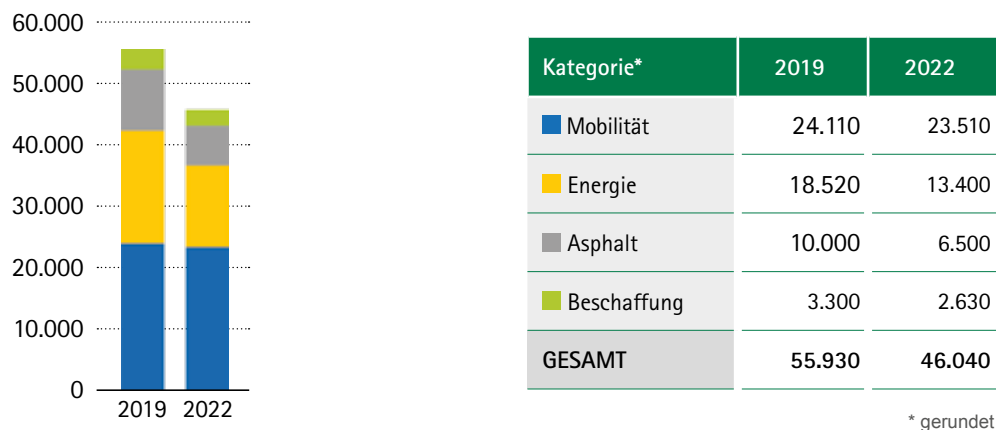 60.000
50.000
40.000
30.000
20.000
10.000
0
2019 2022
Kategorie* 2019 2022
Mobilität 24.110 23.510
Energie 18.520 13.400
Asphalt 10.000 6.500
Beschaffung 3.300 2.630
GESAMT 55.930 46.040
* gerundet